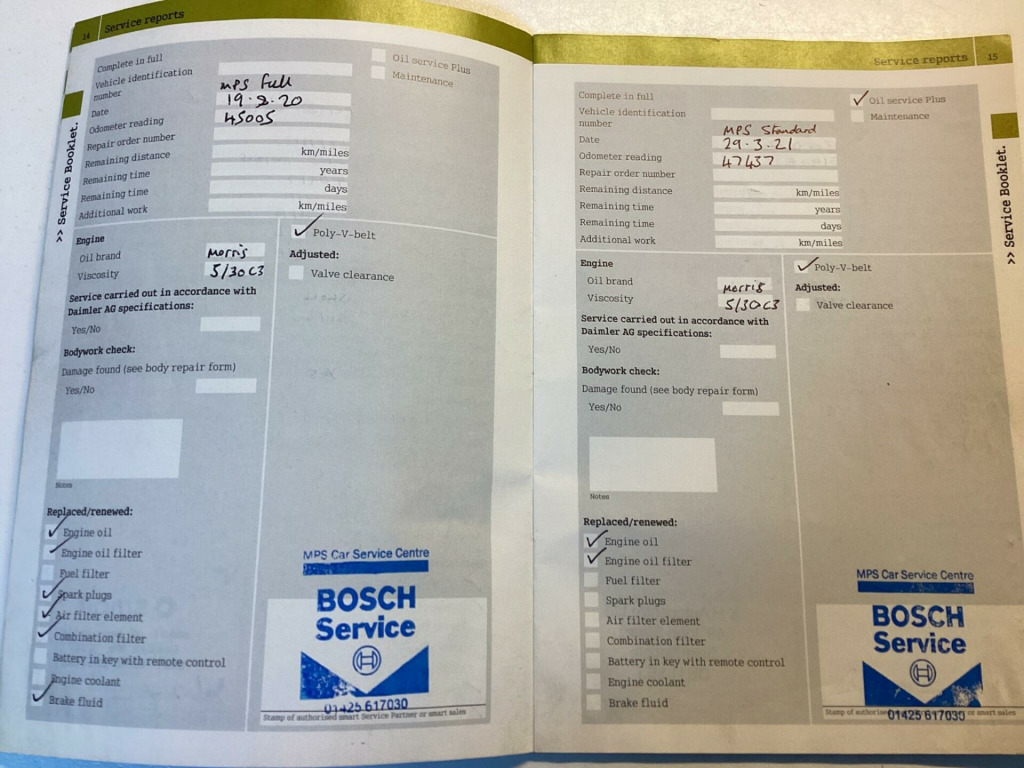 14 Service reports
Complete in full
Oil service Plus
Vehicle identification number
Maintenance
MPS Full
Date
19.8.20
Odometer reading
45005
Repair order number
Remaining distance
km/miles
Remaining time
years
Remaining time
days
Additional work
km/miles
>> Service Booklet.
Engine
Poly-V-belt
Oil brand
Morris
Adjusted:
Viscosity
5/30C3
Valve clearance
Service carried out in accordance with
Daimler AG specifications:
Yes/No
Bodywork check:
Damage found (see body repair form)
Yes/No
Notes
Replaced/renewed:
Engine oil
Engine oil filter
Fuel filter
Spark plugs
Air filter element
Combination filter
Battery in key with remote control
Engine coolant
Brake fluid
MPS Car Service Centre
BOSCH
Service
01425 617030
Stamp of authorised smart Service Partner or smart sales
Service reports 15
Complete in full
Oil service Plus
Vehicle identification
number
Maintenance
MPS Standard
Date
29.3.21
Odometer reading
47437
Repair order number
Remaining distance
km/miles
Remaining time
years
Remaining time
days
Additional work
km/miles
>> Service Booklet.
Engine
Poly-V-belt
Oil brand
Morris
Adjusted:
Viscosity
5/30C3
Valve clearance
Service carried out in accordance with
Daimler AG specifications:
Yes/No
Bodywork check:
Damage found (see body repair form)
Yes/No
Notes
Replaced/renewed:
Engine oil
Engine oil filter
Fuel filter
Spark plugs
Air filter element
Combination filter
Battery in key with remote control
Engine coolant
Brake fluid
MPS Car Service Centre
BOSCH
Service
01425 617030
Stamp of authorised or smart sales